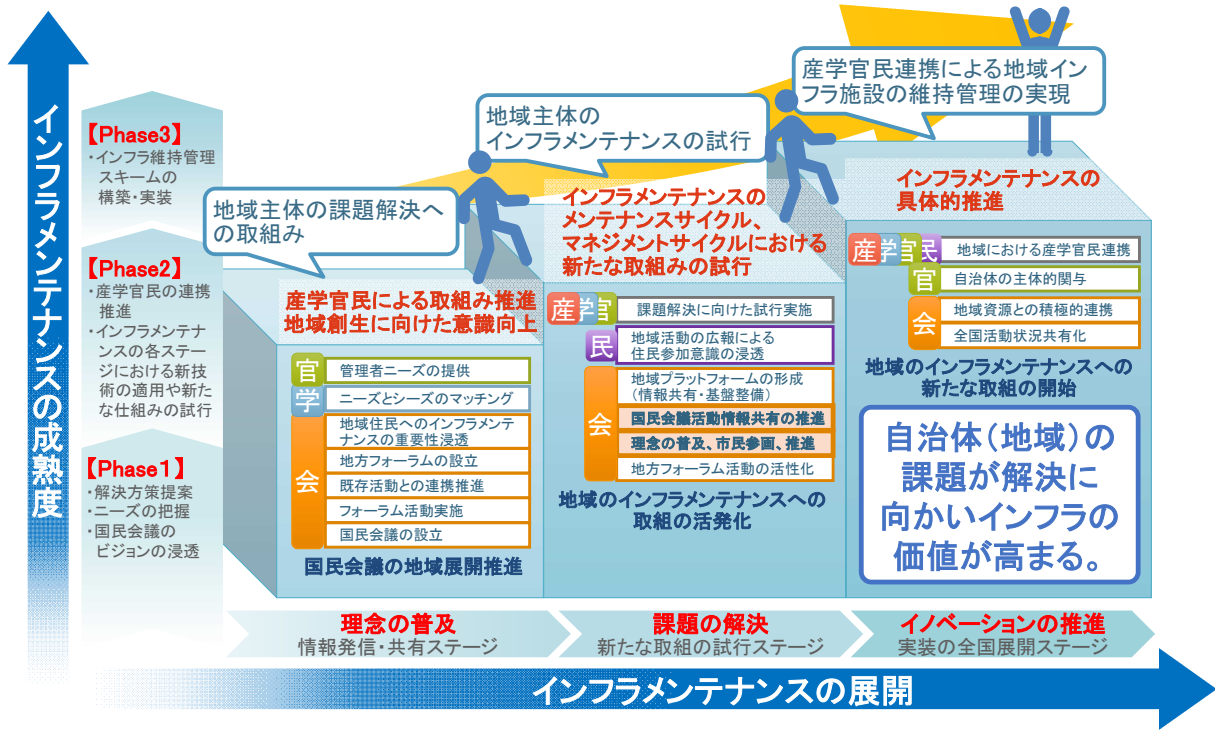 インフラメンテナンスの成熟度
【Phase3】
・インフラ維持管理
スキームの
構築・実装
【Phase2】
・産学官民の連携
推進
・インフラメンテナ
ンスの各ステー
ジにおける新技
術の適用や新た
な仕組みの試行
【Phase1】
・解決方策提案
・ニーズの把握
・国民会議の
ビジョンの浸透
地域主体の課題解決へ
の取組み
産学官民による取組み推進
地域創生に向けた意識向上
官
管理者ニーズの提供
学
ニーズとシーズのマッチング
会
地域住民へのインフラメンテ
ナンスの重要性浸透
地方フォーラムの設立
既存活動との連携推進
フォーラム活動実施
国民会議の設立
国民会議の地域展開推進
地域主体の
インフラメンテナンスの試行
インフラメンテナンスの
メンテナンスサイクル、
マネジメントサイクルにおける
新たな取組みの試行
産学官
課題解決に向けた試行実施
民
地域活動の広報による
住民参加意識の浸透
会
地域プラットフォームの形成
（情報共有・基盤整備）
国民会議活動情報共有の推進
理念の普及、市民参画、推進
地方フォーラム活動の活性化
地域のインフラメンテナンスへの
取組の活発化
産学官民連携による地域イン
フラ施設の維持管理の実現
インフラメンテナンスの
具体的推進
産学官民
地域における産学官民連携
官
自治体の主体的関与
会
地域資源との積極的連携
全国活動状況共有化
地域のインフラメンテナンスへの
新たな取組の開始
自治体（地域）の
課題が解決に
向かいインフラの
価値が高まる。
理念の普及
情報発信・共有ステージ
課題の解決
新たな取組の試行ステージ
イノベーションの推進
実装の全国展開ステージ
インフラメンテナンスの展開